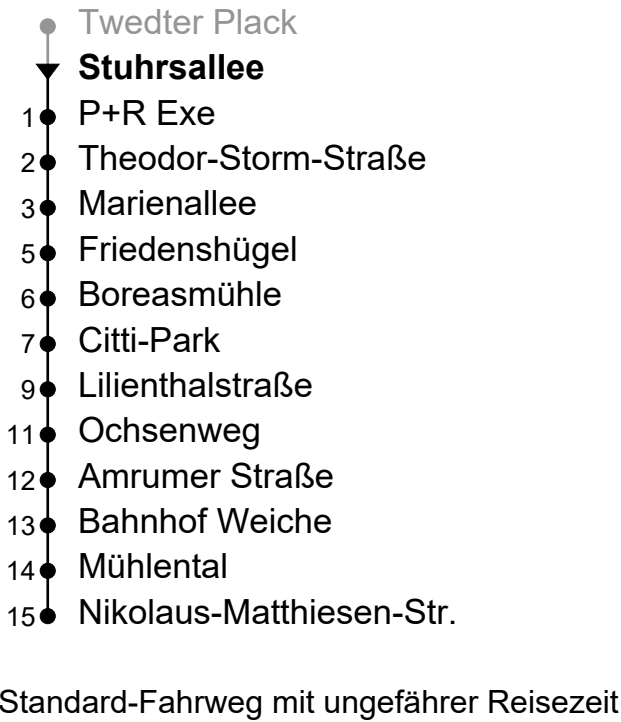 Twedter Plack
Stuhrsallee
1 P+R Exe
2 Theodor-Storm-Straße
3 Marienallee
5 Friedenshügel
6 Boreasmühle
7 Citti-Park
9 Lilienthalstraße
11 Ochsenweg
12 Amrumer Straße
13 Bahnhof Weiche
14 Mühlental
15 Nikolaus-Matthiesen-Str.
Standard-Fahrweg mit ungefährer Reisezeit